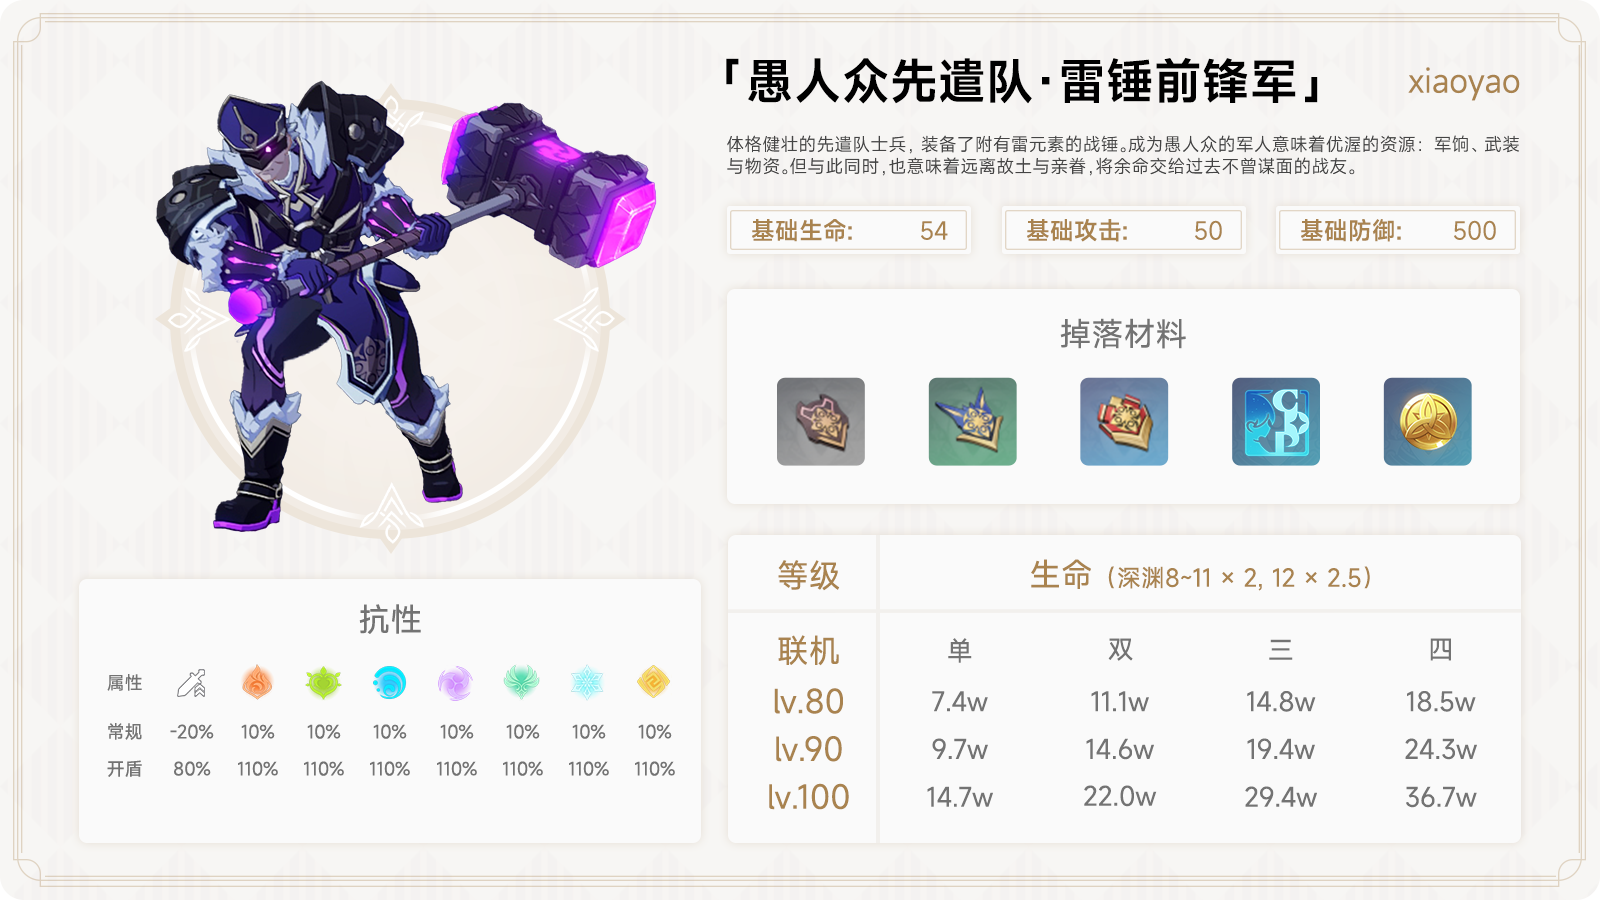 「愚人众先遣队·雷锤前锋军」
xiaoyao
体格健壮的先遣队士兵，装备了附有雷元素的战锤。成为愚人众的军人意味着优渥的资源：军饷、武装
与物资。但与此同时，也意味着远离故土与亲眷，将余命交给过去不曾谋面的战友。
基础生命: 54
基础攻击: 50
基础防御: 500
掉落材料
抗性
属性
常规 -20% 10% 10% 10% 10% 10% 10% 10%
开盾 80% 110% 110% 110% 110% 110% 110% 110%
等级 生命（深渊8~11 × 2, 12 × 2.5）
联机 单 双 三 四
lv.80 7.4w 11.1w 14.8w 18.5w
lv.90 9.7w 14.6w 19.4w 24.3w
lv.100 14.7w 22.0w 29.4w 36.7w